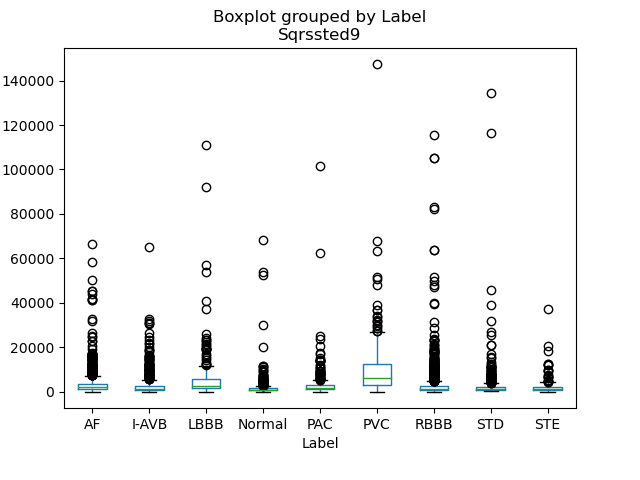 Boxplot grouped by Label
Sqrssted9
140000
120000
100000
80000
60000
40000
20000
0
AF I-AVB LBBB Normal PAC PVC RBBB STD STE
Label